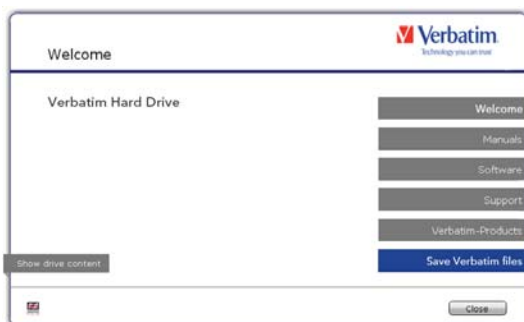 Verbatim
Technology you can trust
Welcome
Verbatim Hard Drive
Welcome
Manuals
Software
Support
Verbatim-Products
Show drive content
Save Verbatim files
Close